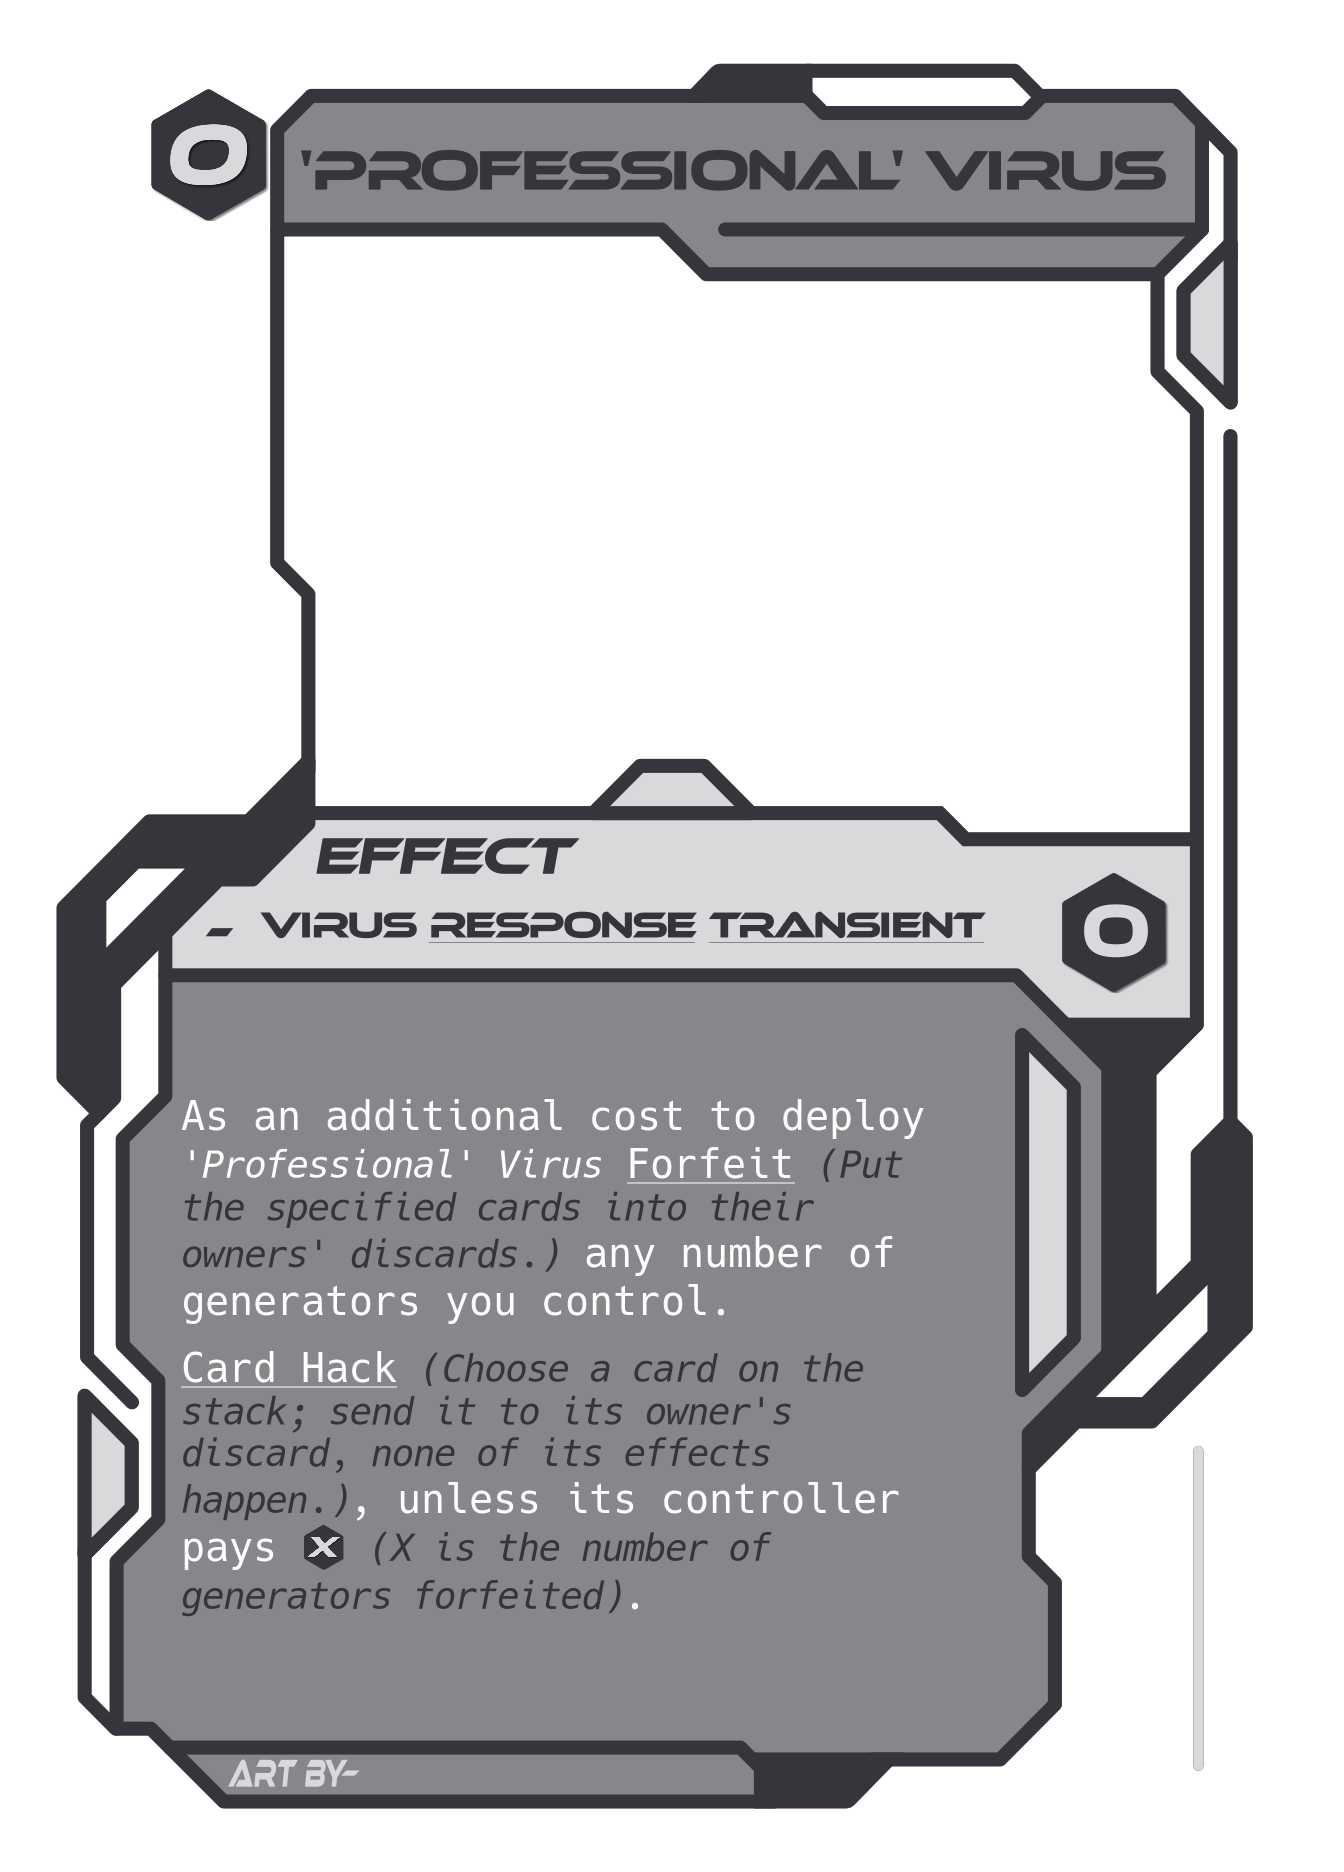 0
'PROFESSIONAL' VIRUS
EFFECT
- VIRUS RESPONSE TRANSIENT
0
As an additional cost to deploy
'Professional' Virus Forfeit (Put
the specified cards into their
owners' discards.) any number of
generators you control.
Card Hack (Choose a card on the
stack; send it to its owner's
discard, none of its effects
happen.), unless its controller
pays X (X is the number of
generators forfeited).
ART BY-